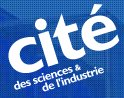 cité
des sciences &
de l'industrie